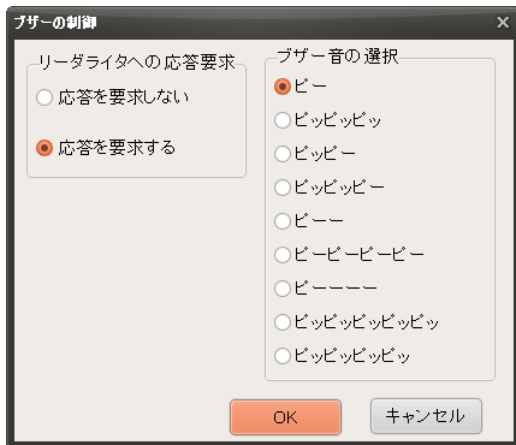 ブザーの制御
リーダライタへの応答要求
応答を要求しない
応答を要求する
ブザー音の選択
ピー
ピッピッピッ
ピッピー
ピッピッピー
ピーー
ピーピーピーピー
ピーーーー
ピッピッピッピッピッ
ピッピッピッピッ
OK
キャンセル